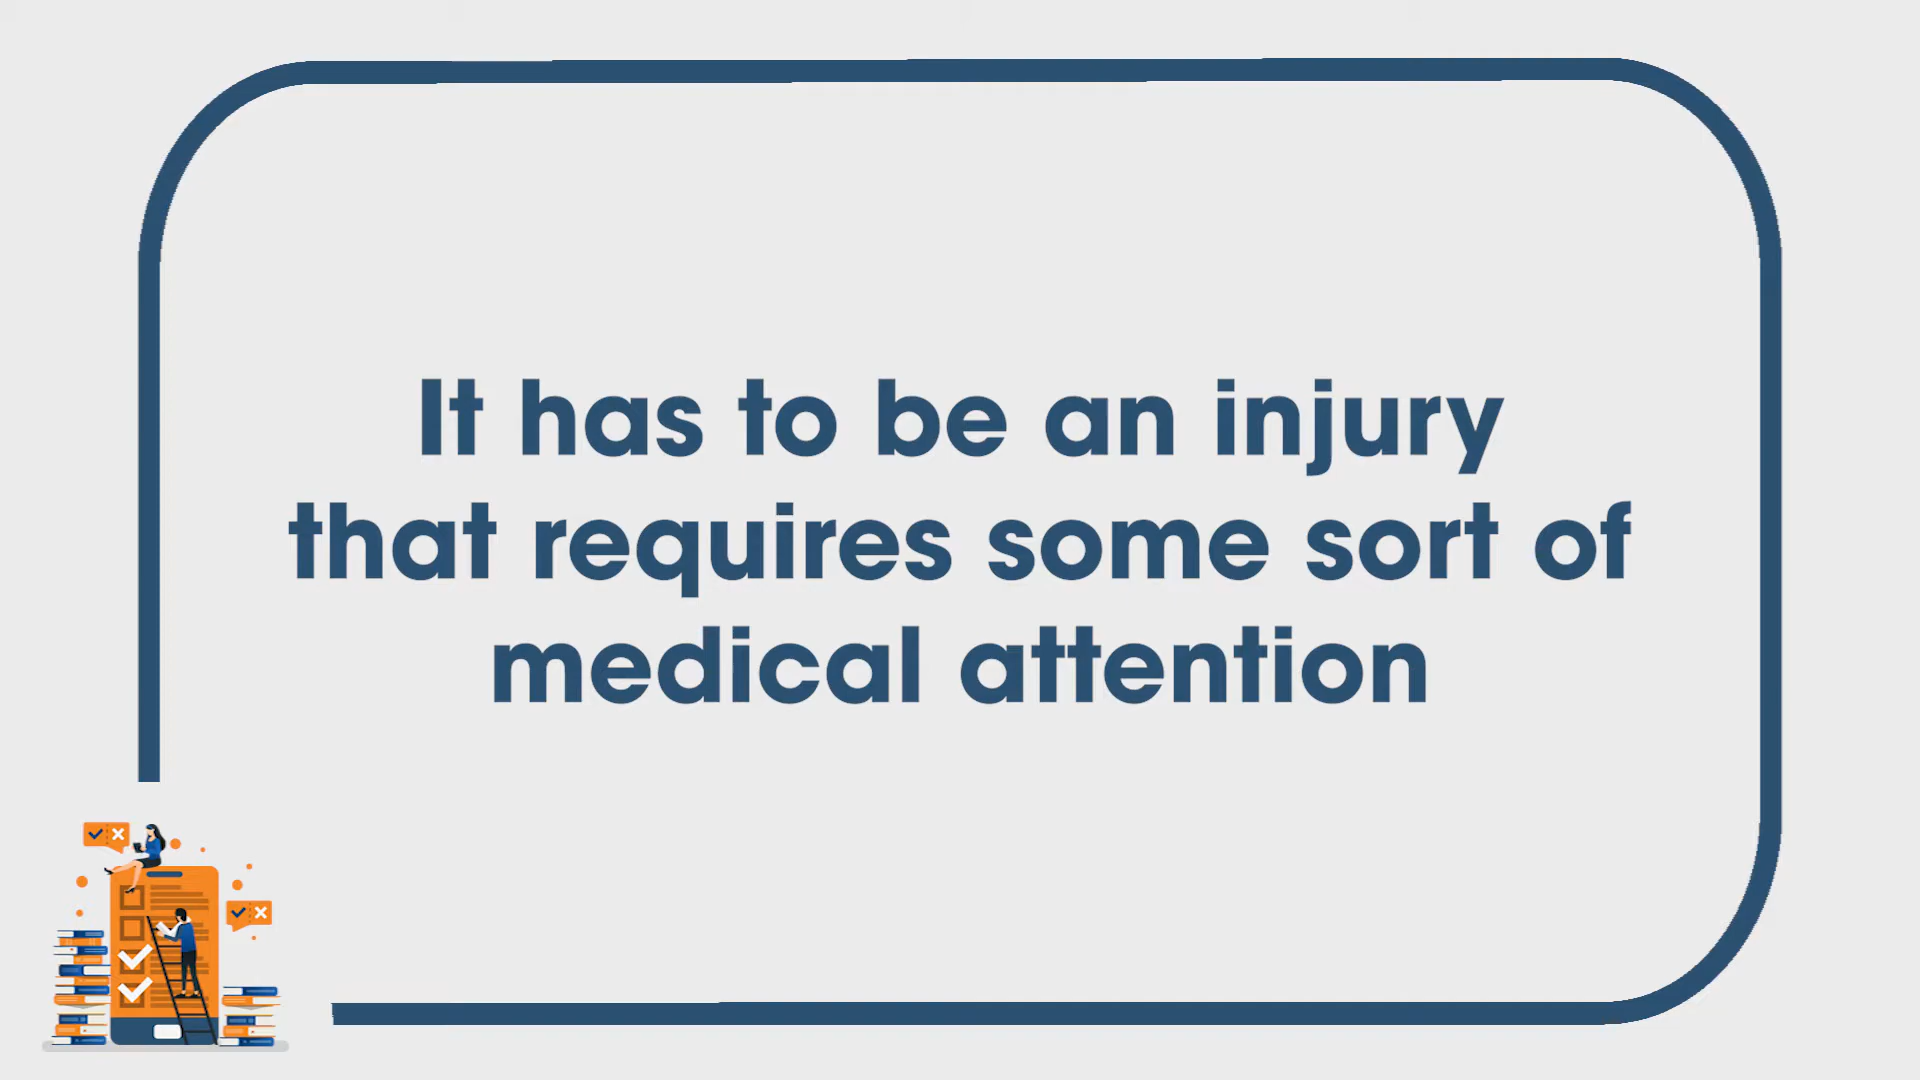 It has to be an injury
that requires some sort of
medical attention